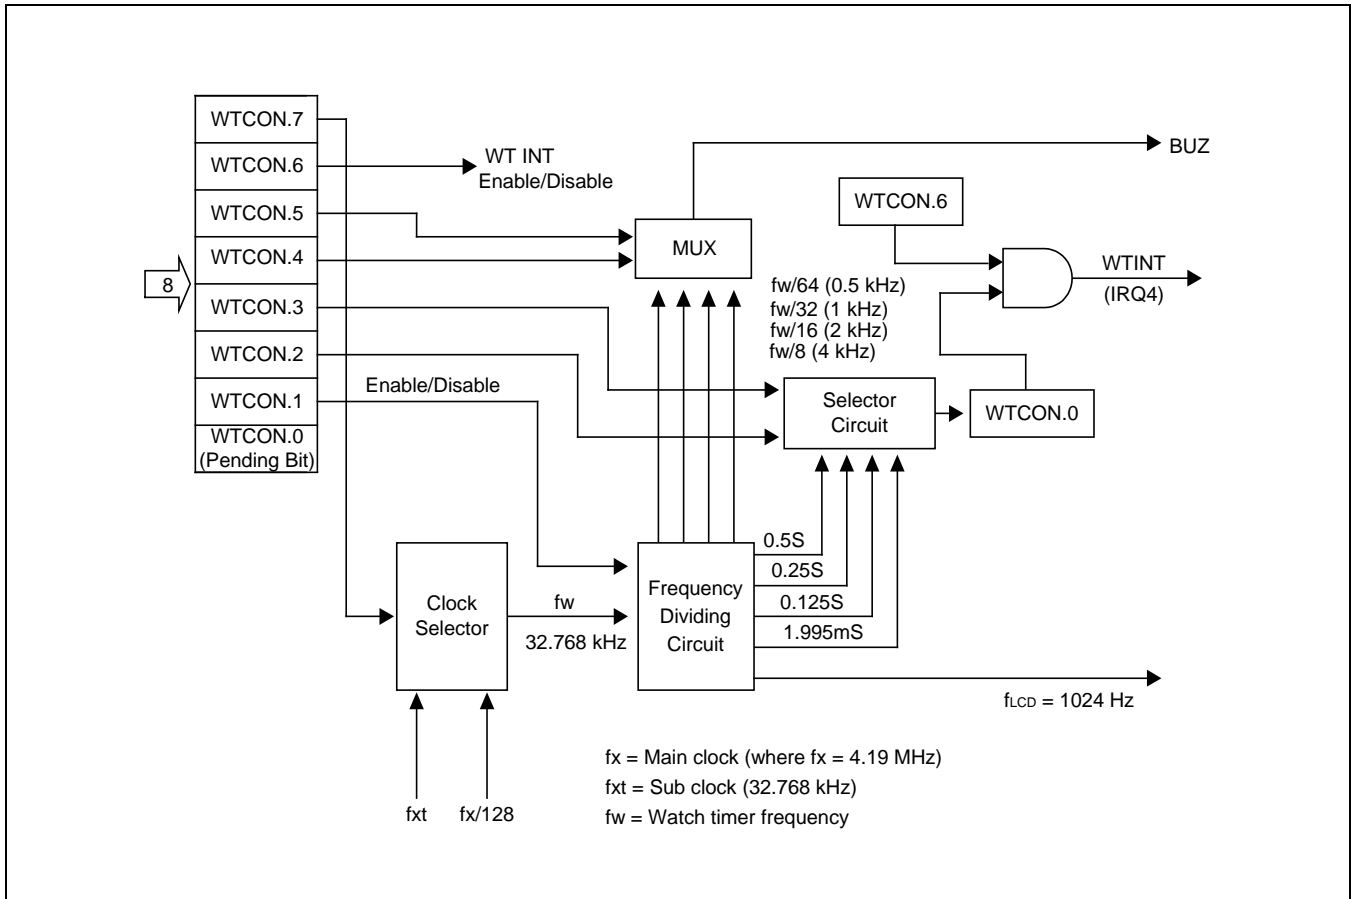 WTCON.7
WTCON.6
WTCON.5
WTCON.4
WTCON.3
WTCON.2
WTCON.1
WTCON.0
(Pending Bit)
8
WT INT
Enable/Disable
Enable/Disable
MUX
BUZ
WTCON.6
WTINT
(IRQ4)
fw/64 (0.5 kHz)
fw/32 (1 kHz)
fw/16 (2 kHz)
fw/8 (4 kHz)
Selector
Circuit
WTCON.0
Clock
Selector
fw
32.768 kHz
Frequency
Dividing
Circuit
0.5S
0.25S
0.125S
1.995mS
fLCD = 1024 Hz
fxt
fx/128
fx = Main clock (where fx = 4.19 MHz)
fxt = Sub clock (32.768 kHz)
fw = Watch timer frequency